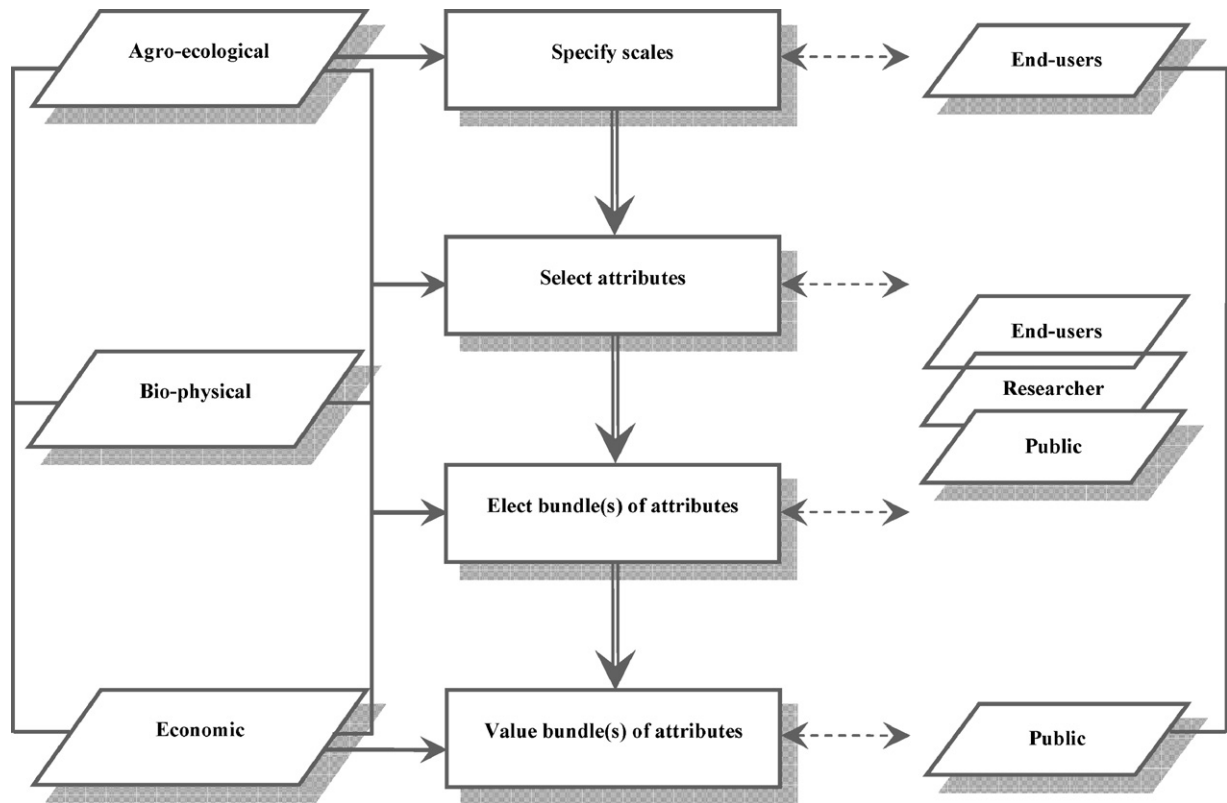 Agro-ecological
Specify scales
End-users
Select attributes
End-users
Bio-physical
Researcher
Public
Elect bundle(s) of attributes
Economic
Value bundle(s) of attributes
Public